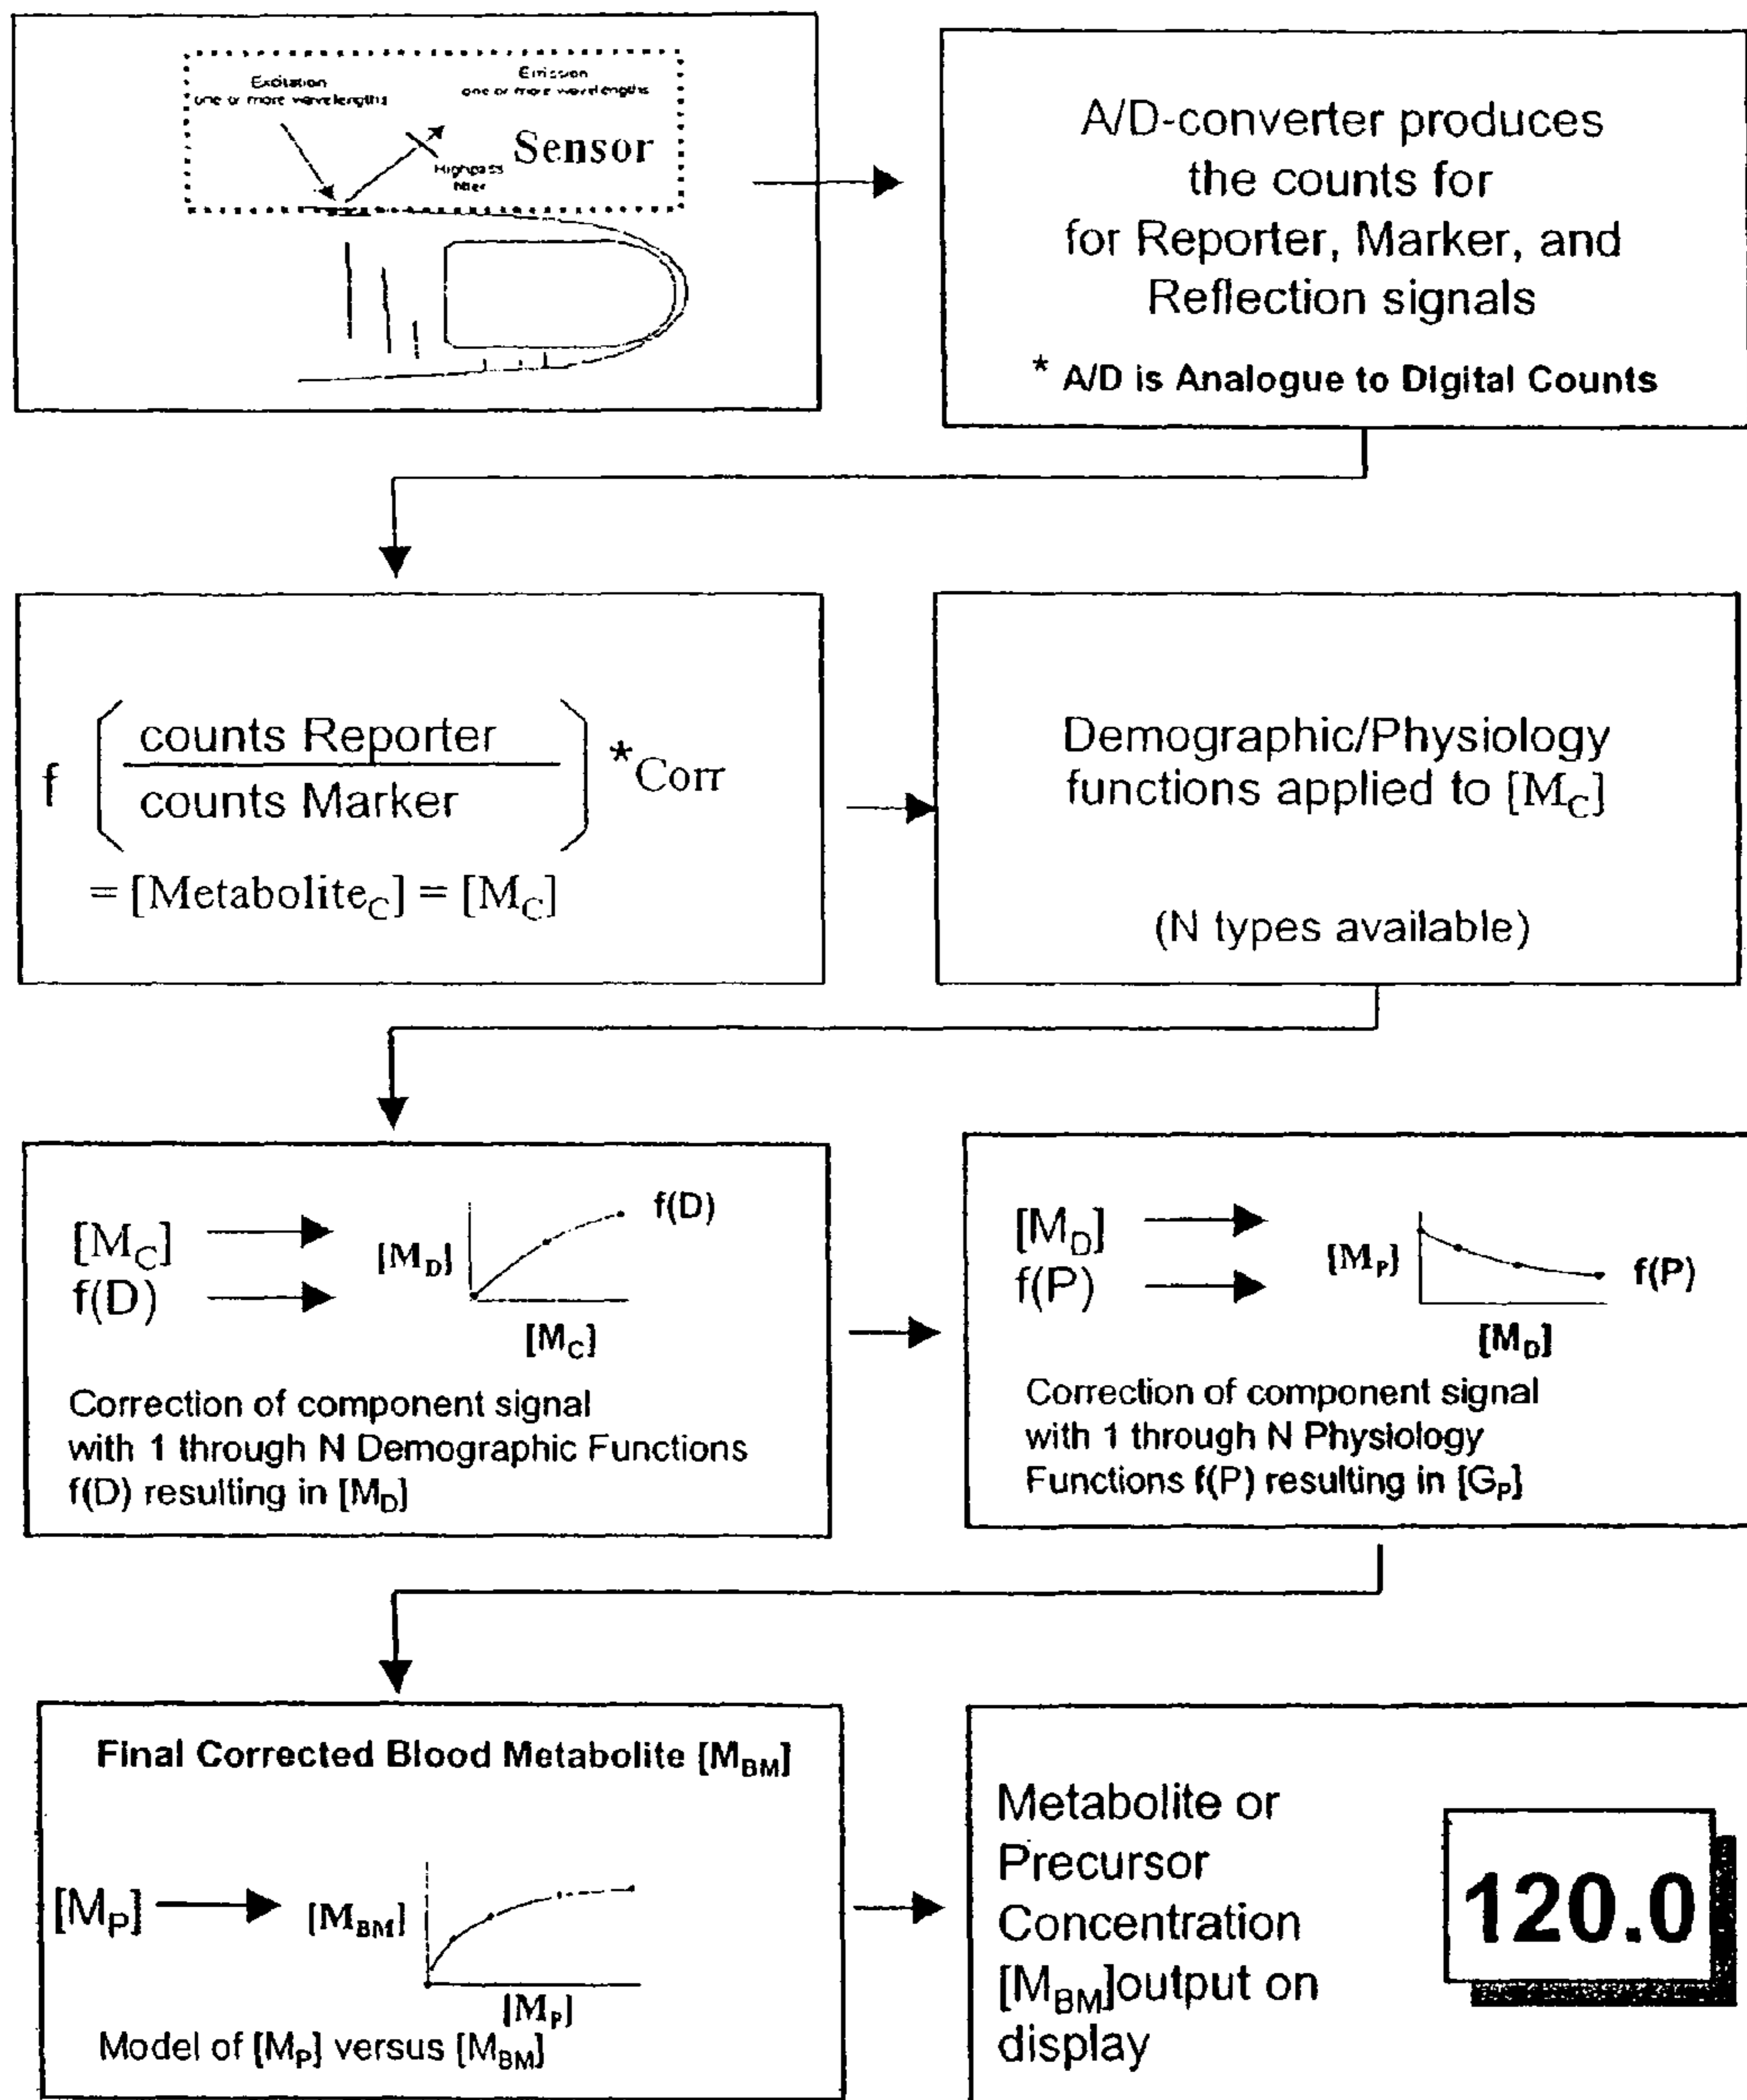 Excitation
one or more wavelengths
Emission
one or more wavelengths
Sensor
Highpass
filter
A/D-converter produces
the counts for
for Reporter, Marker, and
Reflection signals
* A/D is Analogue to Digital Counts
f ( counts Reporter
counts Marker ) *Corr
= [Metabolite_C] = [M_C]
Demographic/Physiology
functions applied to [M_C]
(N types available)
[M_C]
f(D)
[M_D]
f(D)
[M_C]
Correction of component signal
with 1 through N Demographic Functions
f(D) resulting in [M_D]
[M_D]
f(P)
[M_P]
f(P)
[M_D]
Correction of component signal
with 1 through N Physiology
Functions f(P) resulting in [G_P]
Final Corrected Blood Metabolite [M_BM]
[M_P]
[M_BM]
[M_P]
Model of [M_P] versus [M_BM]
Metabolite or
Precursor
Concentration
[M_BM]output on
display
120.0